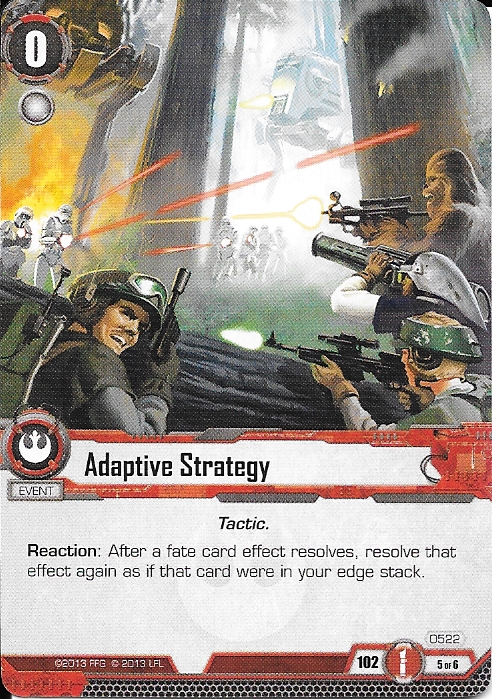 0
Adaptive Strategy
EVENT
Tactic.
Reaction: After a fate card effect resolves, resolve that
effect again as if that card were in your edge stack.
0522
©2013 FFG © 2013 LFL
102
5 OF 6